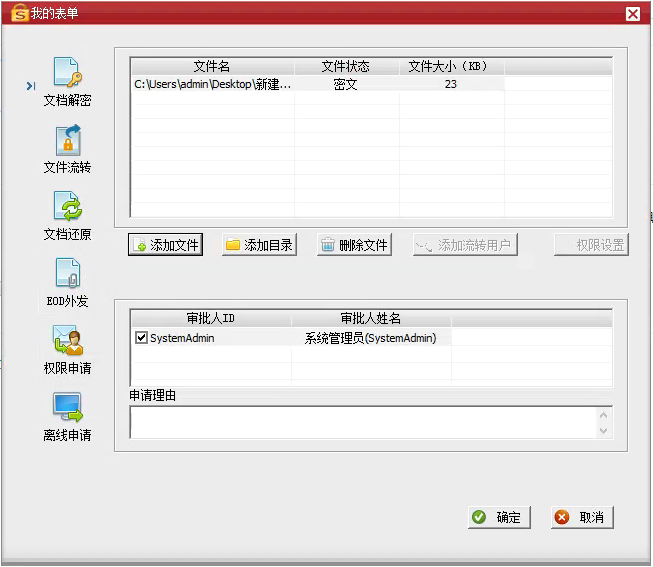 我的表单
文档解密
文件流转
文档还原
EOD外发
权限申请
离线申请
文件名 文件状态 文件大小（KB）
C:\Users\admin\Desktop\新建... 密文 23
添加文件 添加目录 删除文件 添加流转用户 权限设置
审批人ID 审批人姓名
SystemAdmin 系统管理员(SystemAdmin)
申请理由
确定 取消